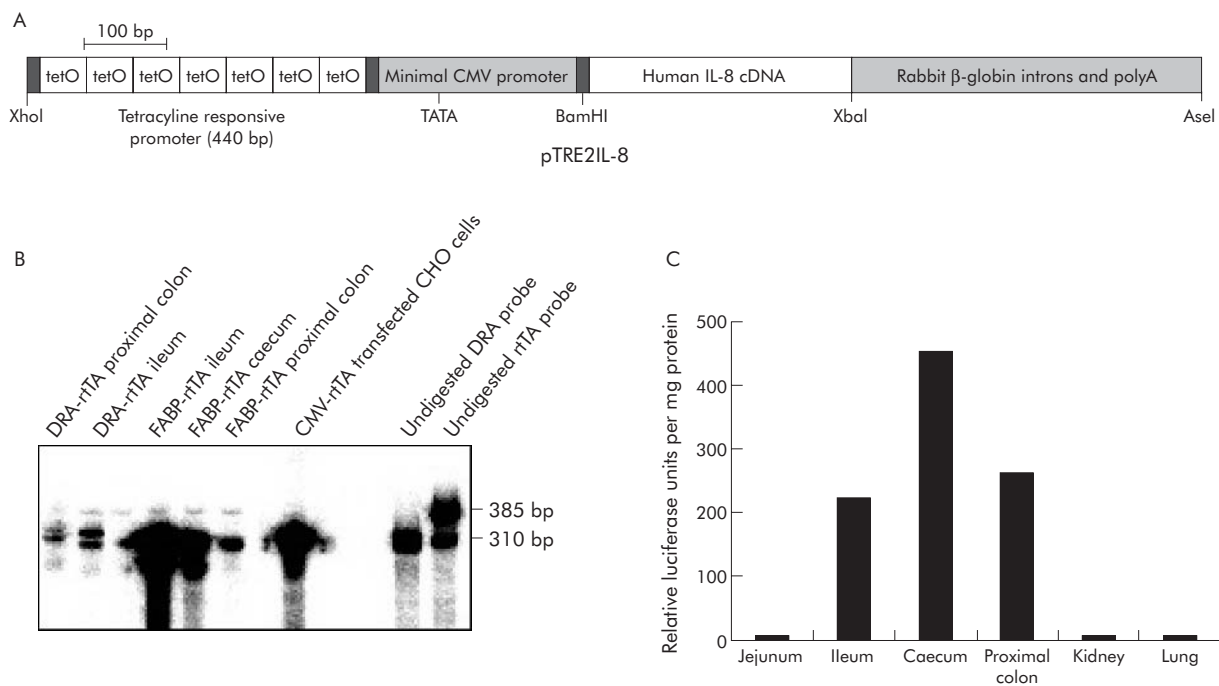 A
100 bp
tetO tetO tetO tetO tetO tetO tetO Minimal CMV promoter Human IL-8 cDNA Rabbit β-globin introns and polyA
XhoI Tetracyline responsive TATA BamHI XbaI AseI
promoter (440 bp)
pTRE2IL-8
B
DRA-rtTA proximal colon
DRA-rtTA ileum
FABP-rtTA ileum
FABP-rtTA caecum
FABP-rtTA proximal colon
CMV-rtTA transfected CHO cells
Undigested DRA probe
Undigested rtTA probe
385 bp
310 bp
C
Relative luciferase units per mg protein
500
400
300
200
100
0
Jejunum Ileum Caecum Proximal Kidney Lung
colon